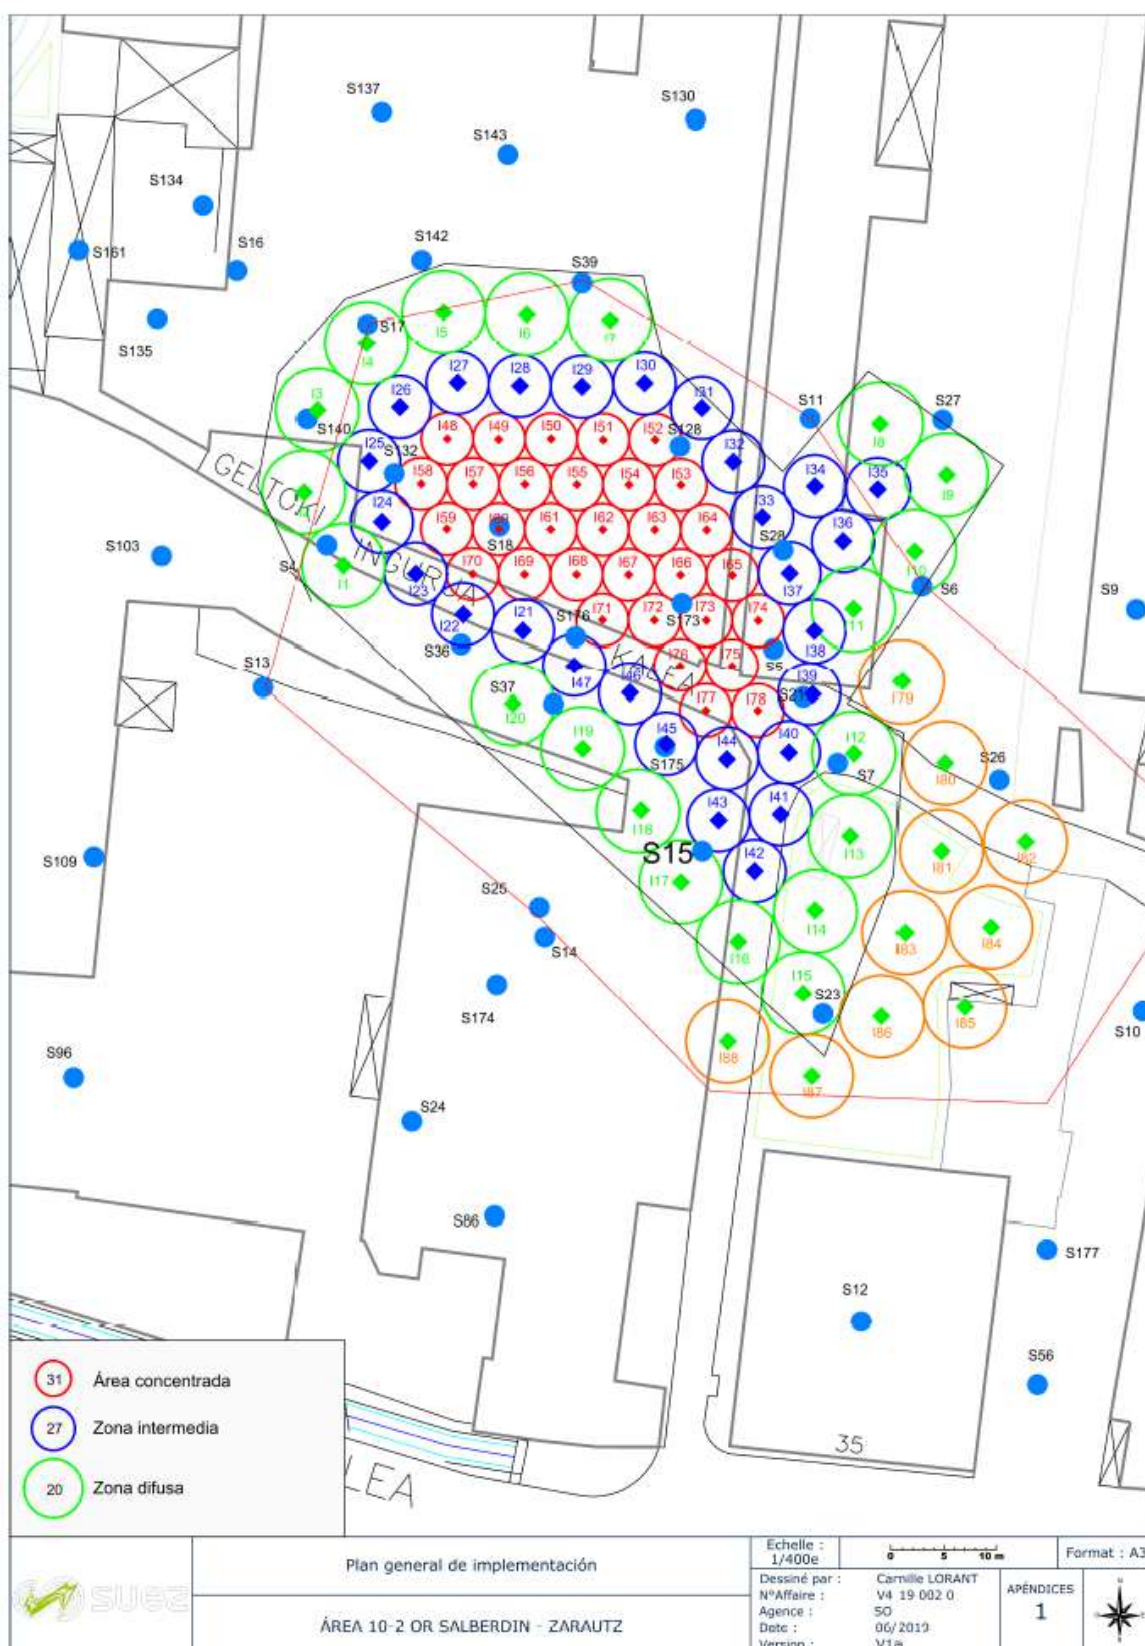 S137
S130
S143
S134
S142
S16
S161
S39
S135
S17
I5
I6
I7
I4
I27
I28
I29
I30
I3
I26
I31
S11
S27
I8
S140
I48
I49
I50
I51
I52
S128
I25
S132
I32
I34
I35
I9
GELTOKI
I58
I57
I56
I55
I54
I53
I24
I33
I36
I59
S18
I61
I62
I63
I64
S28
S103
S4
I1
INGURUA
I23
I70
I69
I68
I67
I66
I65
I37
I10
S6
S9
I22
I21
S176
I71
I72
S173
I73
I74
I11
I38
S36
I47
KALEA
I76
I75
S5
S13
S37
I20
I46
I77
I78
S21
I39
I79
I19
I45
S175
I44
I40
I12
S7
I80
S26
I18
I43
I41
I13
I81
I82
S109
S15
I42
I17
S25
S14
I16
I14
I83
I84
S174
I15
S23
I86
I85
S10
S96
I88
I87
S24
S86
S177
S12
S56
35
LEA
31 Área concentrada
27 Zona intermedia
20 Zona difusa
suez
Plan general de implementación
ÁREA 10-2 OR SALBERDIN - ZARAUTZ
Echelle :
1/400e
0 5 10 m
Format : A3
Dessiné par : Camille LORANT
N°Affaire : V4 19 002 0
Agence : SO
Date : 06/2019
Version : V1a
APÉNDICES
1